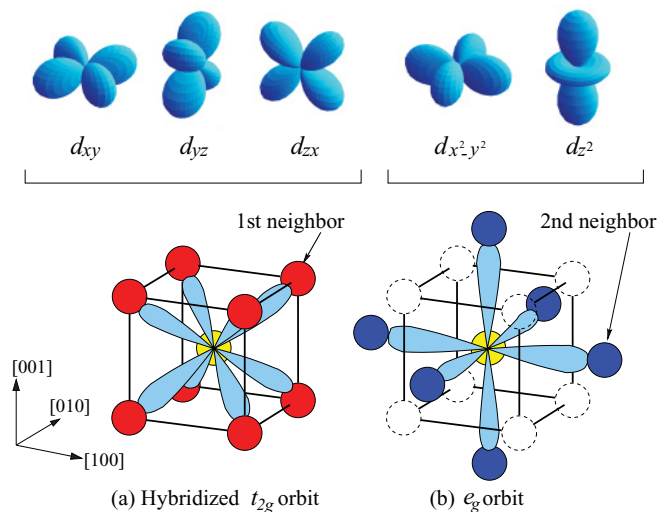 dxy dyz dzx dx²-y² dz²
1st neighbor 2nd neighbor
[001]
[010]
[100]
(a) Hybridized t2g orbit (b) eg orbit